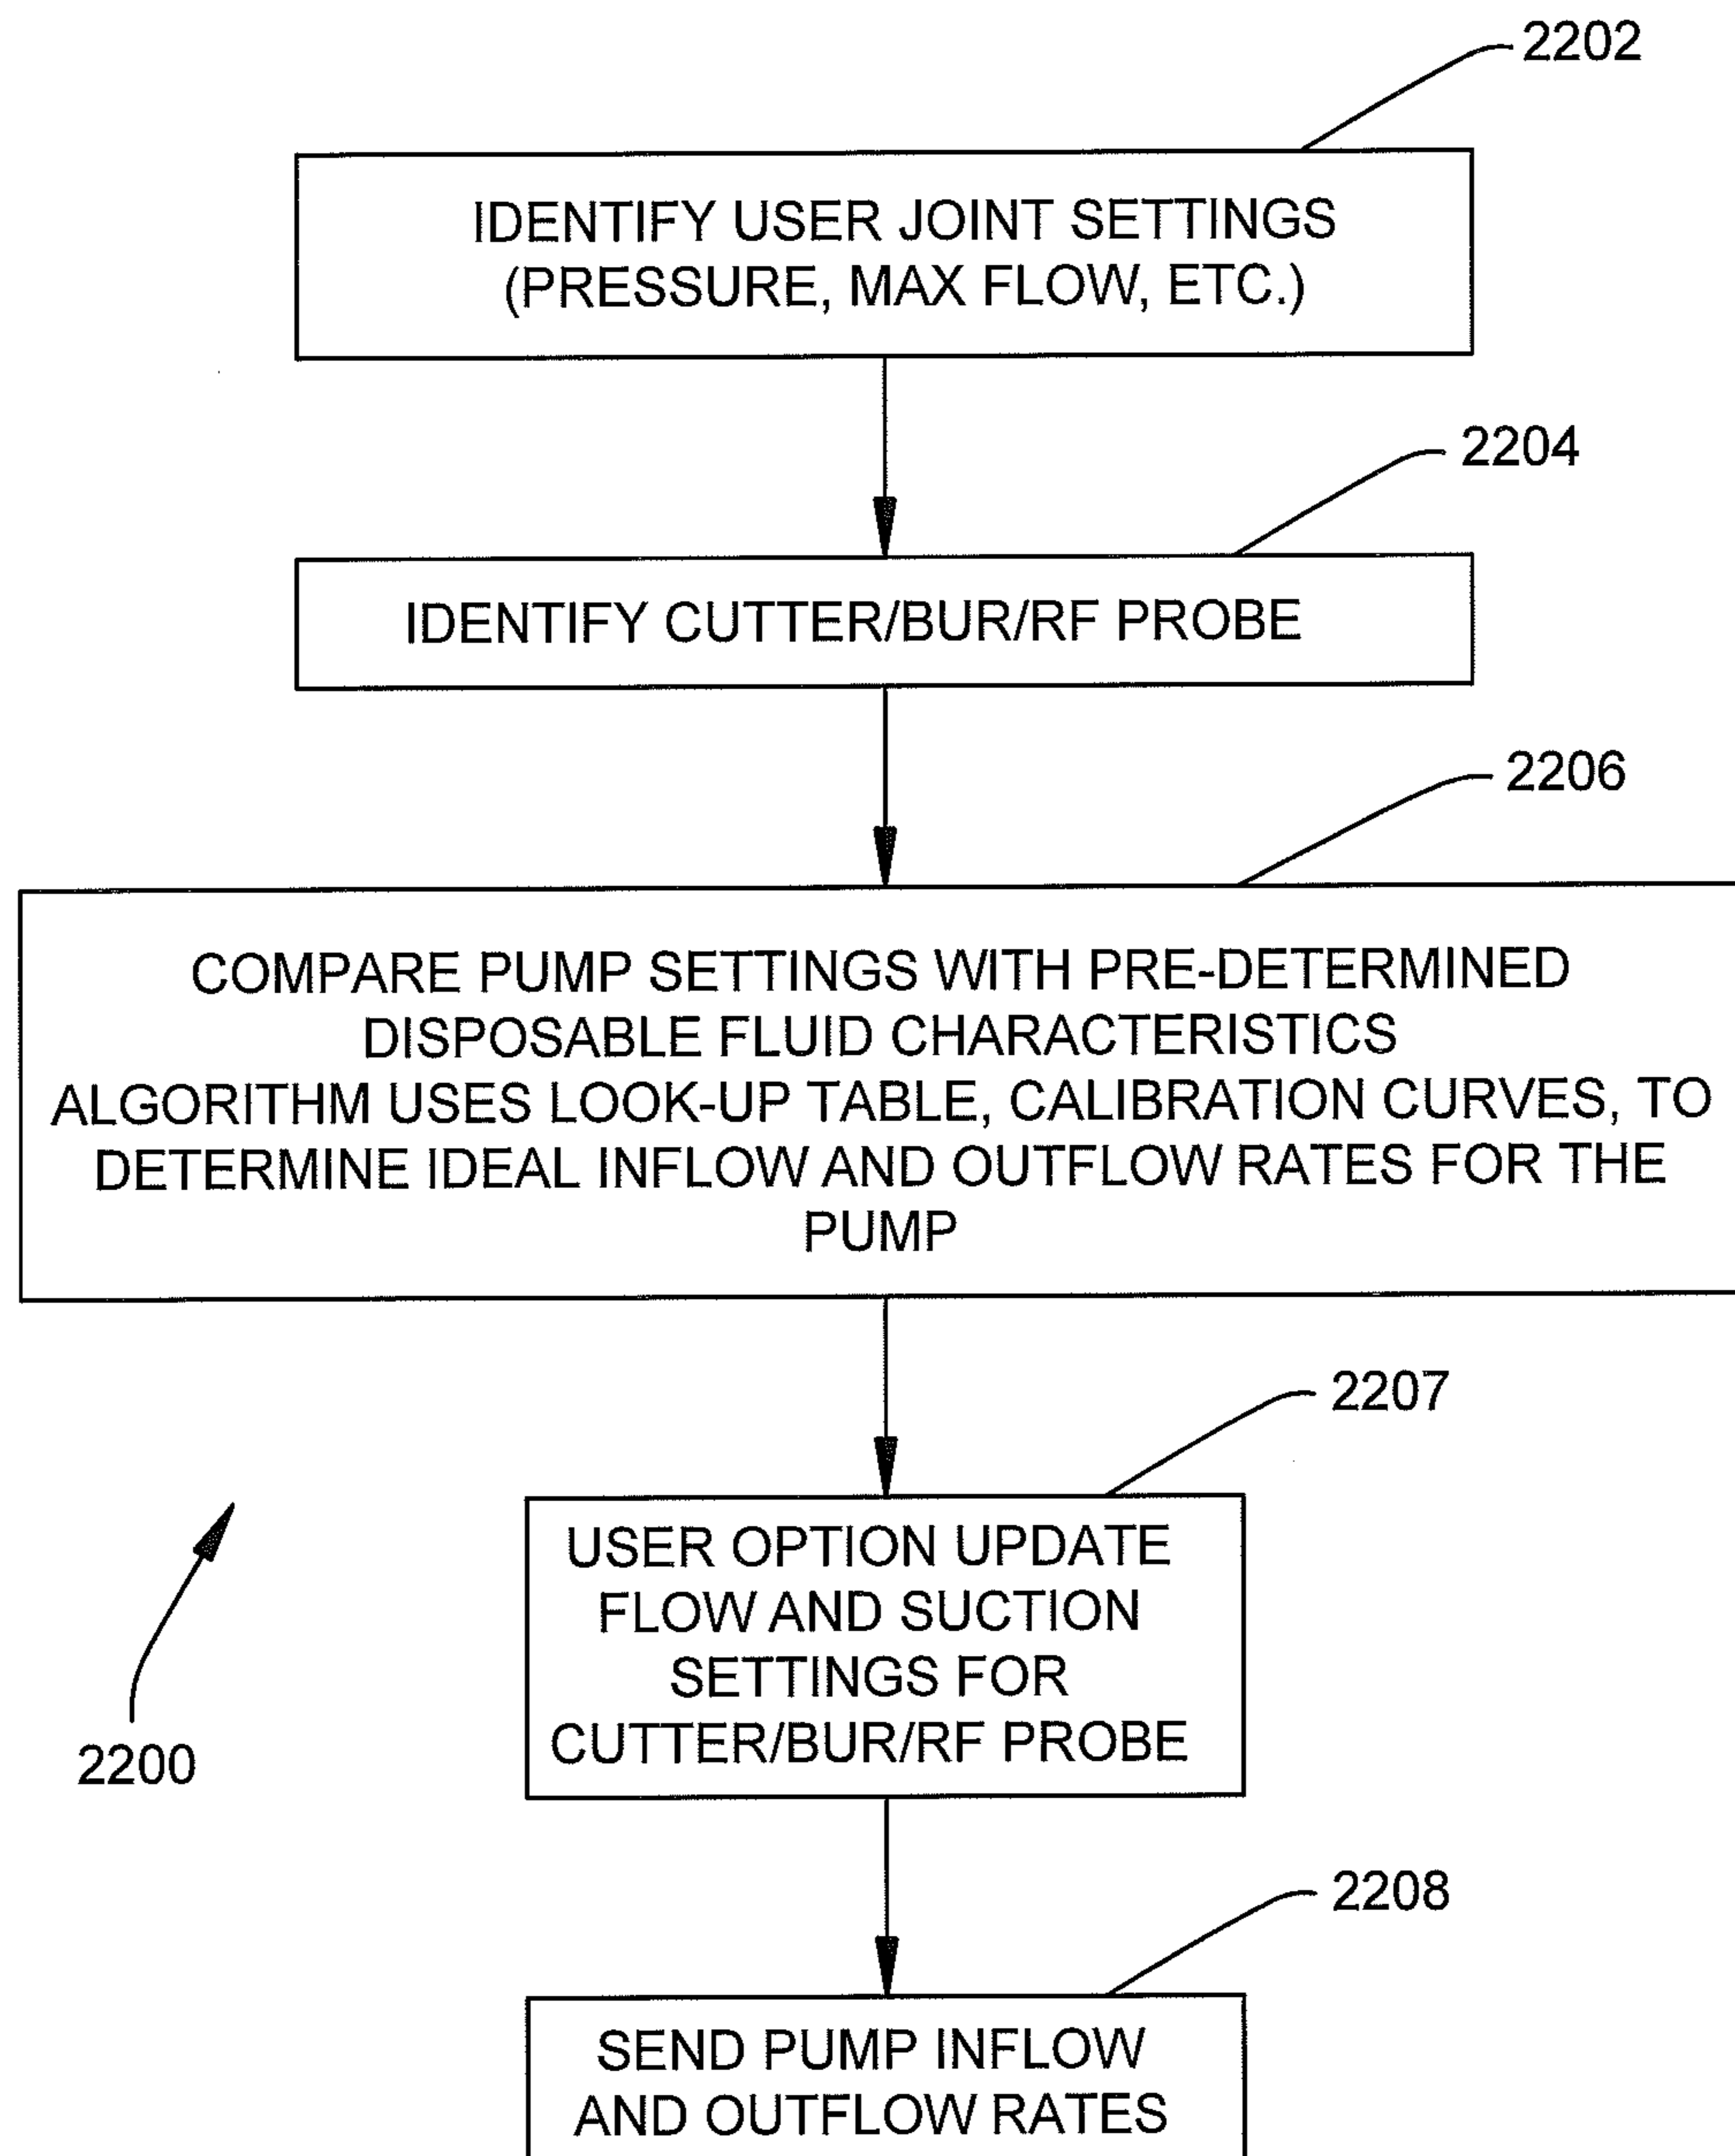 2202
IDENTIFY USER JOINT SETTINGS
(PRESSURE, MAX FLOW, ETC.)
2204
IDENTIFY CUTTER/BUR/RF PROBE
2206
COMPARE PUMP SETTINGS WITH PRE-DETERMINED
DISPOSABLE FLUID CHARACTERISTICS
ALGORITHM USES LOOK-UP TABLE, CALIBRATION CURVES, TO
DETERMINE IDEAL INFLOW AND OUTFLOW RATES FOR THE
PUMP
2207
USER OPTION UPDATE
FLOW AND SUCTION
SETTINGS FOR
CUTTER/BUR/RF PROBE
2200
2208
SEND PUMP INFLOW
AND OUTFLOW RATES